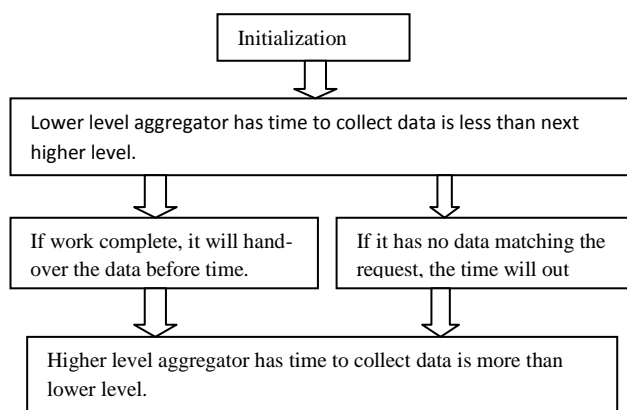 Initialization
Lower level aggregator has time to collect data is less than next
higher level.
If work complete, it will hand-
over the data before time.
If it has no data matching the
request, the time will out
Higher level aggregator has time to collect data is more than
lower level.